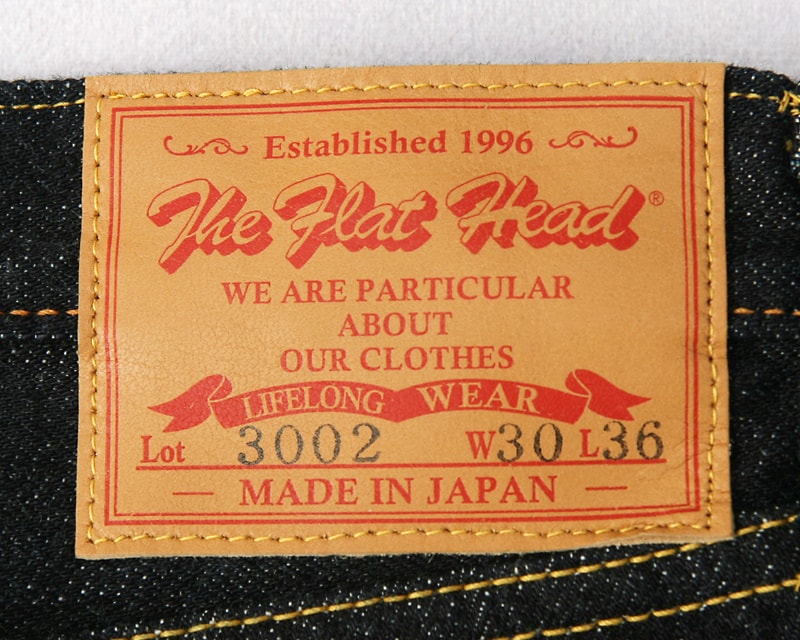 Established 1996
The Flat Head ®
WE ARE PARTICULAR
ABOUT
OUR CLOTHES
LIFELONG WEAR
Lot 3002 W30 L36
— MADE IN JAPAN —